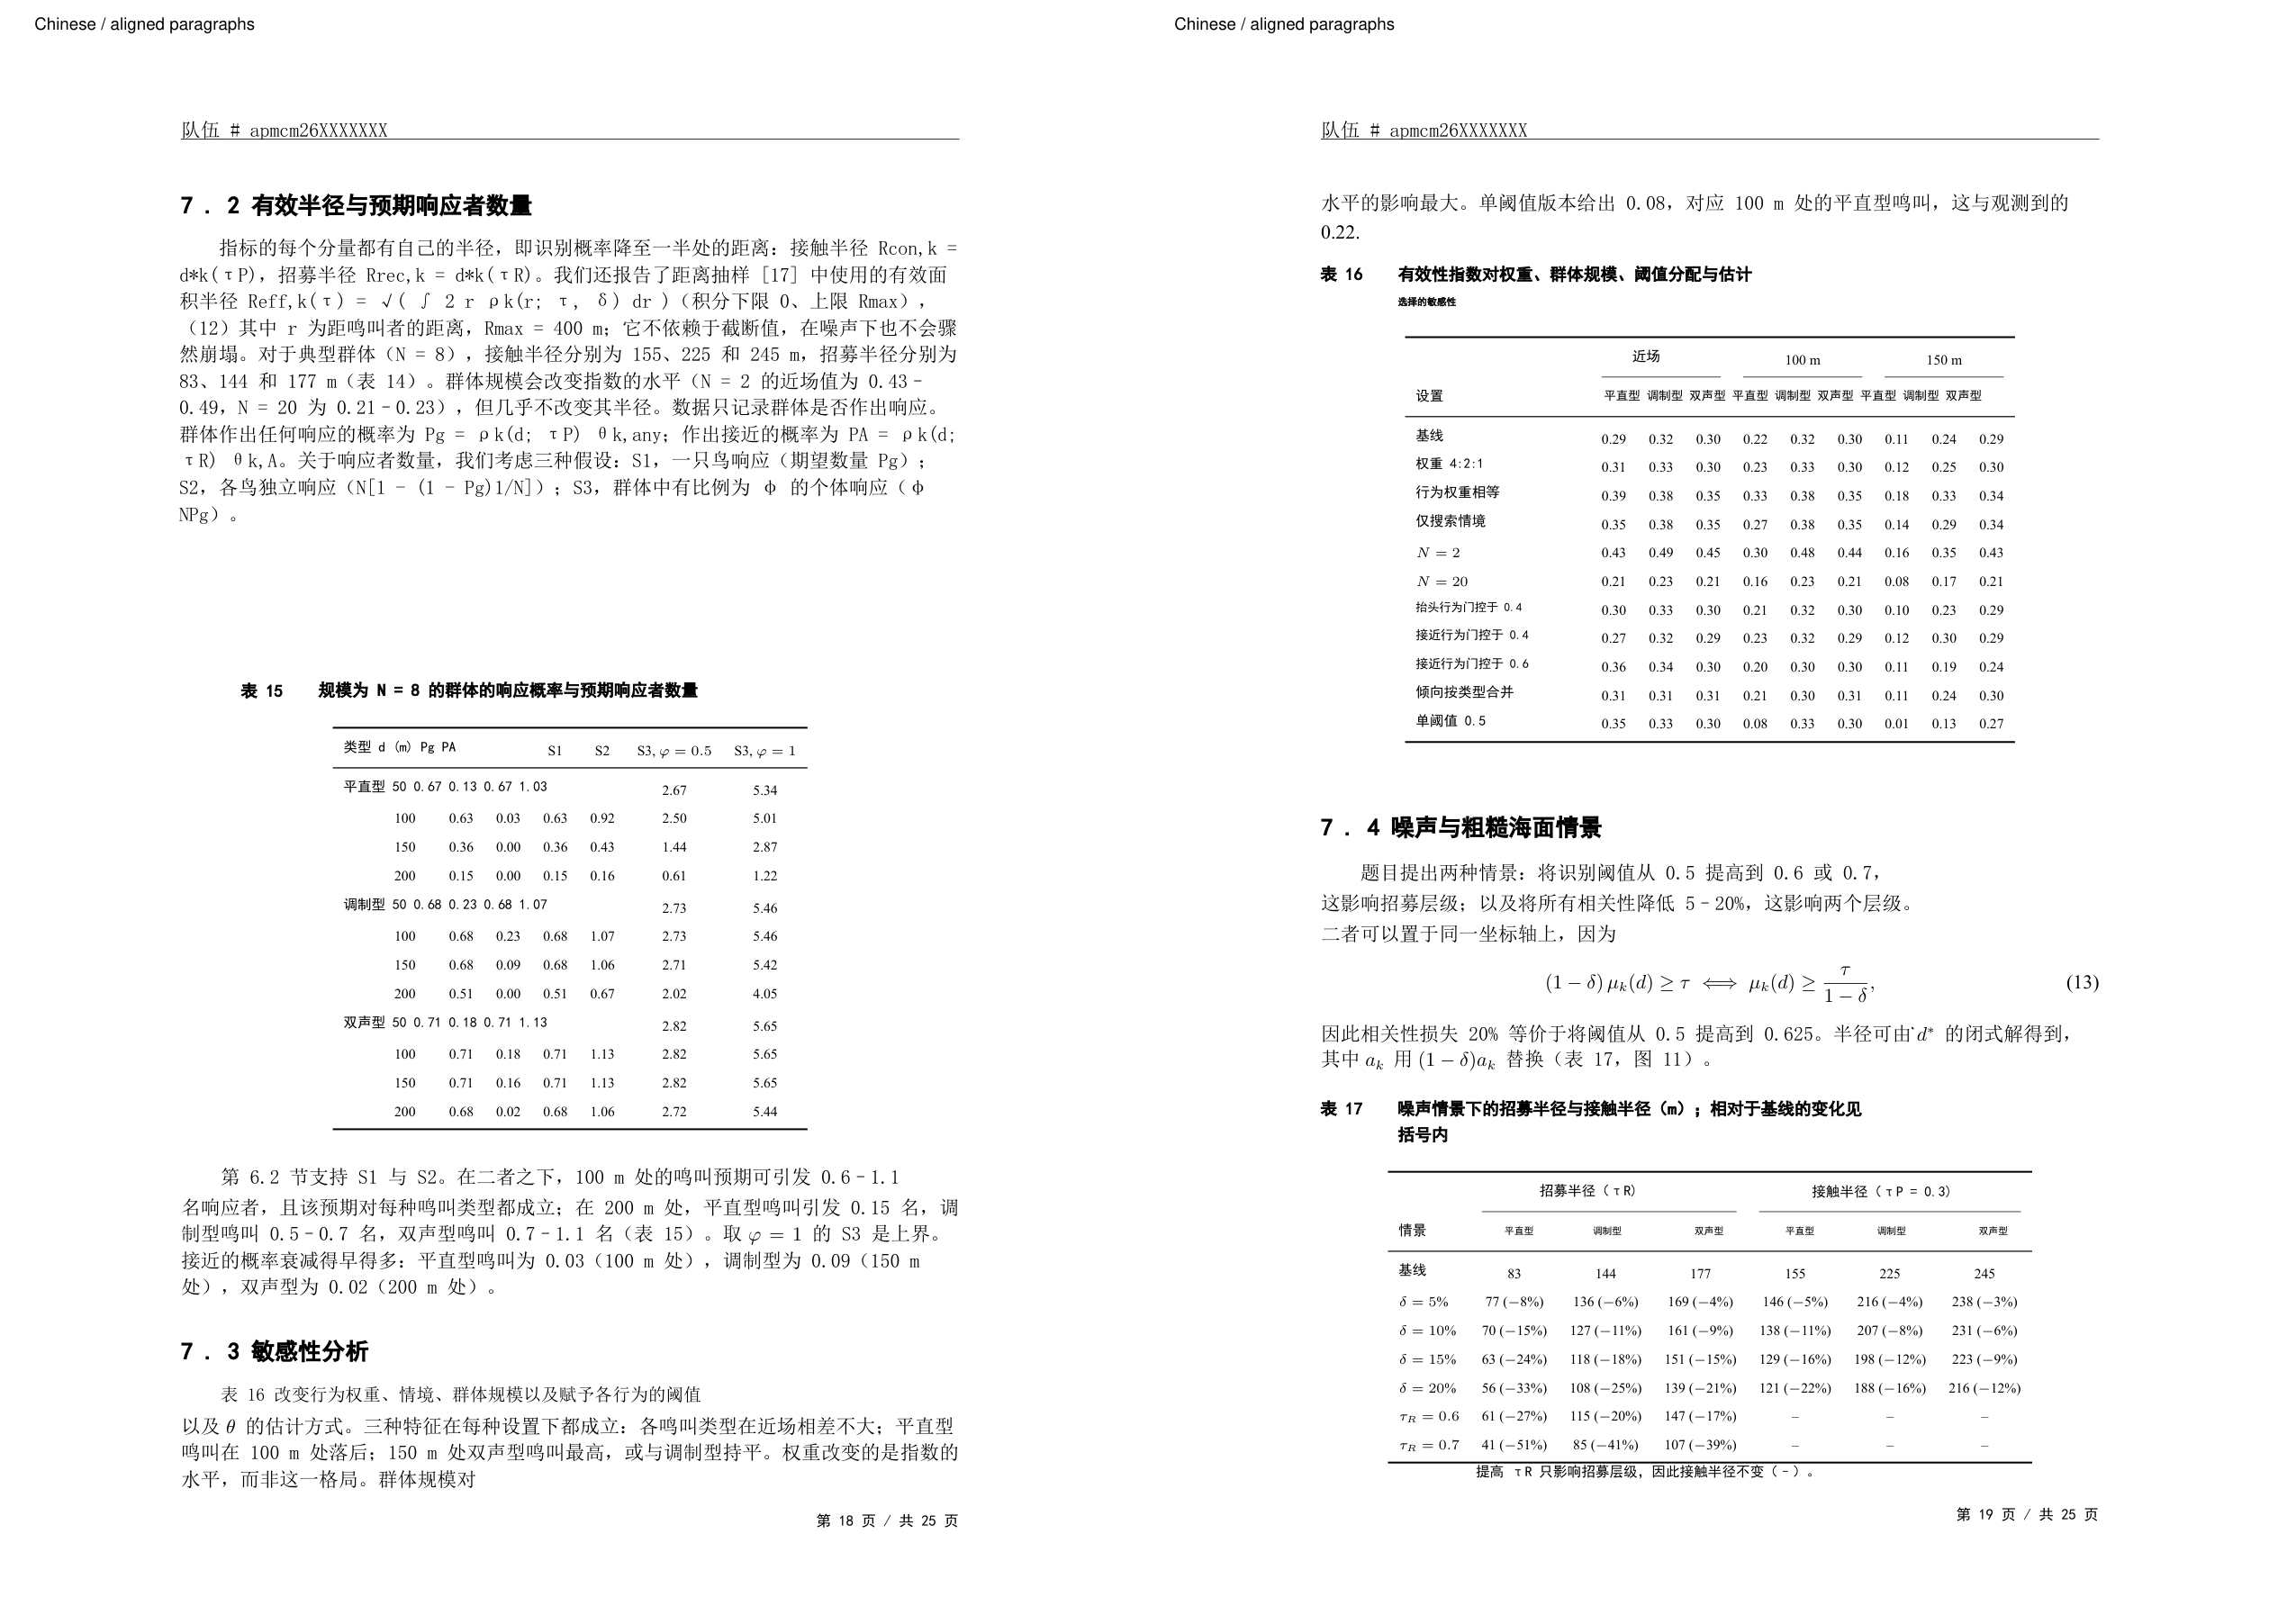 Chinese / aligned paragraphs
队伍 # apmcm26XXXXXXX
7 . 2 有效半径与预期响应者数量
指标的每个分量都有自己的半径，即识别概率降至一半处的距离：接触半径 Rcon,k =
d*k(τP)，招募半径 Rrec,k = d*k(τR)。我们还报告了距离抽样 [17] 中使用的有效面
积半径 Reff,k(τ) = √( ∫ 2 r ρk(r; τ, δ) dr )（积分下限 0、上限 Rmax），
（12）其中 r 为距鸣叫者的距离，Rmax = 400 m；它不依赖于截断值，在噪声下也不会骤
然崩塌。对于典型群体（N = 8），接触半径分别为 155、225 和 245 m，招募半径分别为
83、144 和 177 m（表 14）。群体规模会改变指数的水平（N = 2 的近场值为 0.43–
0.49，N = 20 为 0.21–0.23），但几乎不改变其半径。数据只记录群体是否作出响应。
群体作出任何响应的概率为 Pg = ρk(d; τP) θk,any；作出接近的概率为 PA = ρk(d;
τR) θk,A。关于响应者数量，我们考虑三种假设：S1，一只鸟响应（期望数量 Pg）；
S2，各鸟独立响应（N[1 − (1 − Pg)1/N]）；S3，群体中有比例为 φ 的个体响应（φ
NPg）。
表 15 规模为 N = 8 的群体的响应概率与预期响应者数量
类型 d (m) Pg PA S1 S2 S3, φ = 0.5 S3, φ = 1
平直型 50 0.67 0.13 0.67 1.03 2.67 5.34
100 0.63 0.03 0.63 0.92 2.50 5.01
150 0.36 0.00 0.36 0.43 1.44 2.87
200 0.15 0.00 0.15 0.16 0.61 1.22
调制型 50 0.68 0.23 0.68 1.07 2.73 5.46
100 0.68 0.23 0.68 1.07 2.73 5.46
150 0.68 0.09 0.68 1.06 2.71 5.42
200 0.51 0.00 0.51 0.67 2.02 4.05
双声型 50 0.71 0.18 0.71 1.13 2.82 5.65
100 0.71 0.18 0.71 1.13 2.82 5.65
150 0.71 0.16 0.71 1.13 2.82 5.65
200 0.68 0.02 0.68 1.06 2.72 5.44
第 6.2 节支持 S1 与 S2。在二者之下，100 m 处的鸣叫预期可引发 0.6–1.1
名响应者，且该预期对每种鸣叫类型都成立；在 200 m 处，平直型鸣叫引发 0.15 名，调
制型鸣叫 0.5–0.7 名，双声型鸣叫 0.7–1.1 名（表 15）。取 φ = 1 的 S3 是上界。
接近的概率衰减得早得多：平直型鸣叫为 0.03（100 m 处），调制型为 0.09（150 m
处），双声型为 0.02（200 m 处）。
7 . 3 敏感性分析
表 16 改变行为权重、情境、群体规模以及赋予各行为的阈值
以及 θ 的估计方式。三种特征在每种设置下都成立：各鸣叫类型在近场相差不大；平直型
鸣叫在 100 m 处落后；150 m 处双声型鸣叫最高，或与调制型持平。权重改变的是指数的
水平，而非这一格局。群体规模对
第 18 页 / 共 25 页
Chinese / aligned paragraphs
队伍 # apmcm26XXXXXXX
水平的影响最大。单阈值版本给出 0.08，对应 100 m 处的平直型鸣叫，这与观测到的
0.22.
表 16 有效性指数对权重、群体规模、阈值分配与估计
选择的敏感性
近场 100 m 150 m
设置 平直型 调制型 双声型 平直型 调制型 双声型 平直型 调制型 双声型
基线 0.29 0.32 0.30 0.22 0.32 0.30 0.11 0.24 0.29
权重 4:2:1 0.31 0.33 0.30 0.23 0.33 0.30 0.12 0.25 0.30
行为权重相等 0.39 0.38 0.35 0.33 0.38 0.35 0.18 0.33 0.34
仅搜索情境 0.35 0.38 0.35 0.27 0.38 0.35 0.14 0.29 0.34
N = 2 0.43 0.49 0.45 0.30 0.48 0.44 0.16 0.35 0.43
N = 20 0.21 0.23 0.21 0.16 0.23 0.21 0.08 0.17 0.21
抬头行为门控于 0.4 0.30 0.33 0.30 0.21 0.32 0.30 0.10 0.23 0.29
接近行为门控于 0.4 0.27 0.32 0.29 0.23 0.32 0.29 0.12 0.30 0.29
接近行为门控于 0.6 0.36 0.34 0.30 0.20 0.30 0.30 0.11 0.19 0.24
倾向按类型合并 0.31 0.31 0.31 0.21 0.30 0.31 0.11 0.24 0.30
单阈值 0.5 0.35 0.33 0.30 0.08 0.33 0.30 0.01 0.13 0.27
7 . 4 噪声与粗糙海面情景
题目提出两种情景：将识别阈值从 0.5 提高到 0.6 或 0.7，
这影响招募层级；以及将所有相关性降低 5–20%，这影响两个层级。
二者可以置于同一坐标轴上，因为
(1 − δ) μk(d) ≥ τ ⟺ μk(d) ≥ τ / (1 − δ), (13)
因此相关性损失 20% 等价于将阈值从 0.5 提高到 0.625。半径可由 d* 的闭式解得到，
其中 ak 用 (1 − δ)ak 替换（表 17，图 11）。
表 17 噪声情景下的招募半径与接触半径（m）；相对于基线的变化见
括号内
招募半径（τR） 接触半径（τP = 0.3）
情景 平直型 调制型 双声型 平直型 调制型 双声型
基线 83 144 177 155 225 245
δ = 5% 77 (−8%) 136 (−6%) 169 (−4%) 146 (−5%) 216 (−4%) 238 (−3%)
δ = 10% 70 (−15%) 127 (−11%) 161 (−9%) 138 (−11%) 207 (−8%) 231 (−6%)
δ = 15% 63 (−24%) 118 (−18%) 151 (−15%) 129 (−16%) 198 (−12%) 223 (−9%)
δ = 20% 56 (−33%) 108 (−25%) 139 (−21%) 121 (−22%) 188 (−16%) 216 (−12%)
τR = 0.6 61 (−27%) 115 (−20%) 147 (−17%) – – –
τR = 0.7 41 (−51%) 85 (−41%) 107 (−39%) – – –
提高 τR 只影响招募层级，因此接触半径不变（–）。
第 19 页 / 共 25 页